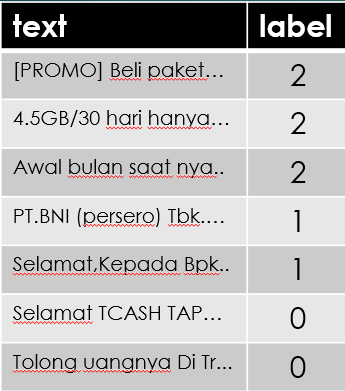 text label
[PROMO] Beli paket… 2
4.5GB/30 hari hanya… 2
Awal bulan saat nya.. 2
PT.BNI (persero) Tbk.… 1
Selamat,Kepada Bpk.. 1
Selamat TCASH TAP… 0
Tolong uangnya Di Tr... 0